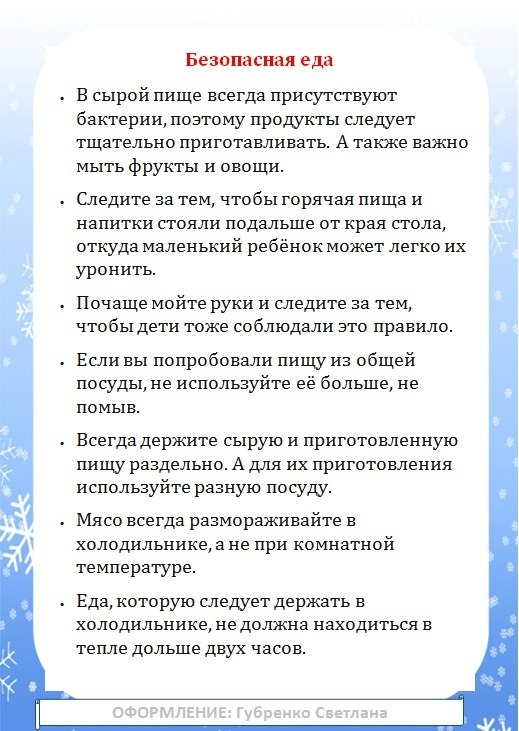 Безопасная еда
• В сырой пище всегда присутствуют
бактерии, поэтому продукты следует
тщательно приготавливать. А также важно
мыть фрукты и овощи.
• Следите за тем, чтобы горячая пища и
напитки стояли подальше от края стола,
откуда маленький ребёнок может легко их
уронить.
• Почаще мойте руки и следите за тем,
чтобы дети тоже соблюдали это правило.
• Если вы попробовали пищу из общей
посуды, не используйте её больше, не
помыв.
• Всегда держите сырую и приготовленную
пищу раздельно. А для их приготовления
используйте разную посуду.
• Мясо всегда размораживайте в
холодильнике, а не при комнатной
температуре.
• Еда, которую следует держать в
холодильнике, не должна находиться в
тепле дольше двух часов.
ОФОРМЛЕНИЕ: Губренко Светлана